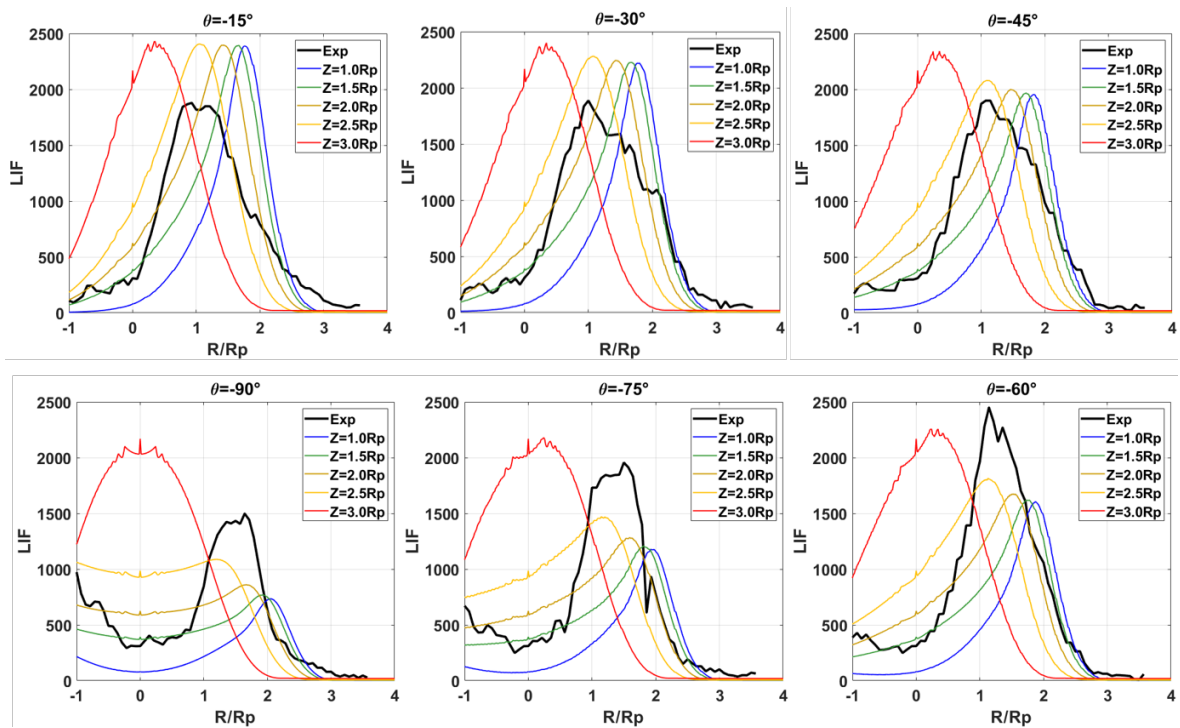 θ=-15°
2500
2000
1500
1000
500
0
LIF
-1 0 1 2 3 4
R/Rp
Exp
Z=1.0Rp
Z=1.5Rp
Z=2.0Rp
Z=2.5Rp
Z=3.0Rp
θ=-30°
2500
2000
1500
1000
500
0
LIF
-1 0 1 2 3 4
R/Rp
Exp
Z=1.0Rp
Z=1.5Rp
Z=2.0Rp
Z=2.5Rp
Z=3.0Rp
θ=-45°
2500
2000
1500
1000
500
0
LIF
-1 0 1 2 3 4
R/Rp
Exp
Z=1.0Rp
Z=1.5Rp
Z=2.0Rp
Z=2.5Rp
Z=3.0Rp
θ=-90°
2500
2000
1500
1000
500
0
LIF
-1 0 1 2 3 4
R/Rp
Exp
Z=1.0Rp
Z=1.5Rp
Z=2.0Rp
Z=2.5Rp
Z=3.0Rp
θ=-75°
2500
2000
1500
1000
500
0
LIF
-1 0 1 2 3 4
R/Rp
Exp
Z=1.0Rp
Z=1.5Rp
Z=2.0Rp
Z=2.5Rp
Z=3.0Rp
θ=-60°
2500
2000
1500
1000
500
0
LIF
-1 0 1 2 3 4
R/Rp
Exp
Z=1.0Rp
Z=1.5Rp
Z=2.0Rp
Z=2.5Rp
Z=3.0Rp